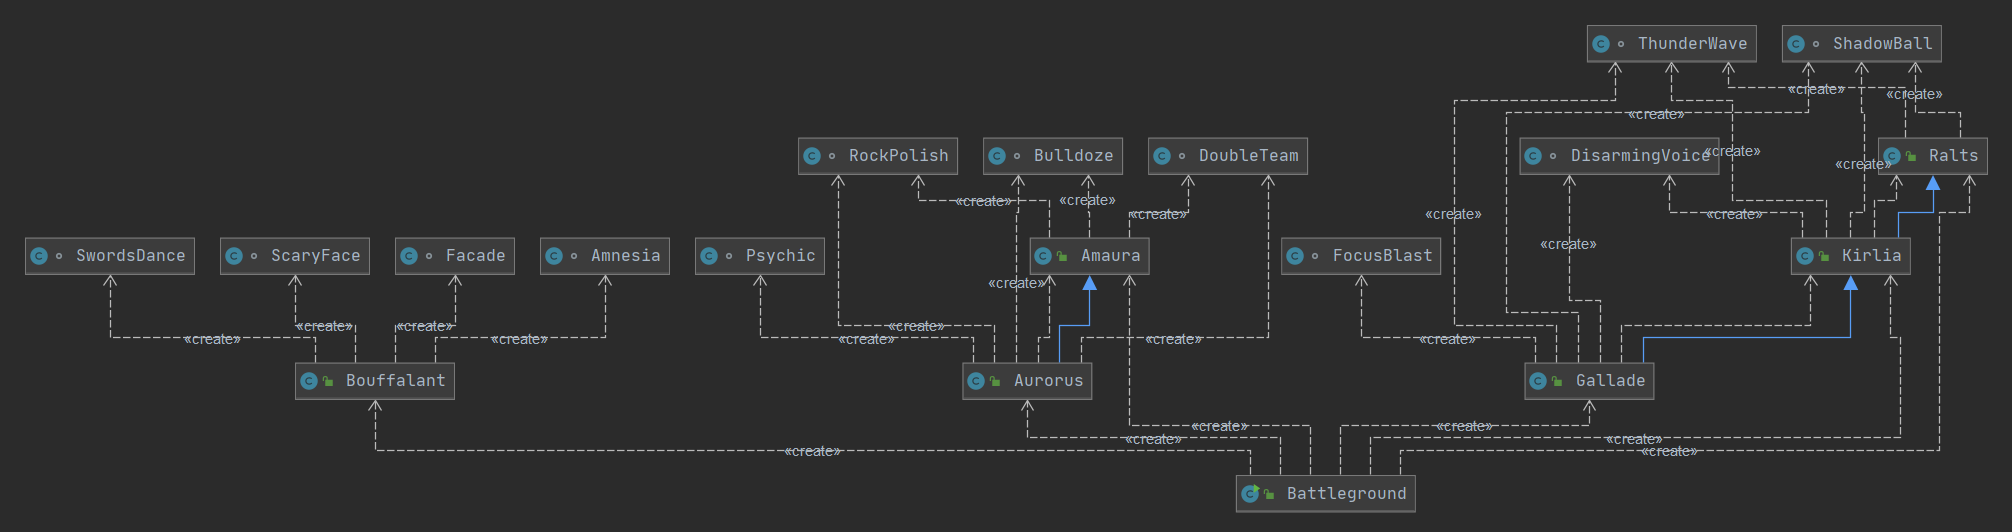 ThunderWave
ShadowBall
«create»
«create»
«create»
RockPolish
Bulldoze
DoubleTeam
DisarmingVoice
«create»
«create»
Ralts
«create»
«create»
«create»
«create»
«create»
«create»
SwordsDance
ScaryFace
Facade
Amnesia
Psychic
Amaura
FocusBlast
Kirlia
«create»
«create»
«create»
«create»
«create»
«create»
«create»
«create»
«create»
«create»
Bouffalant
Aurorus
Gallade
«create»
«create»
«create»
«create»
«create»
«create»
Battleground